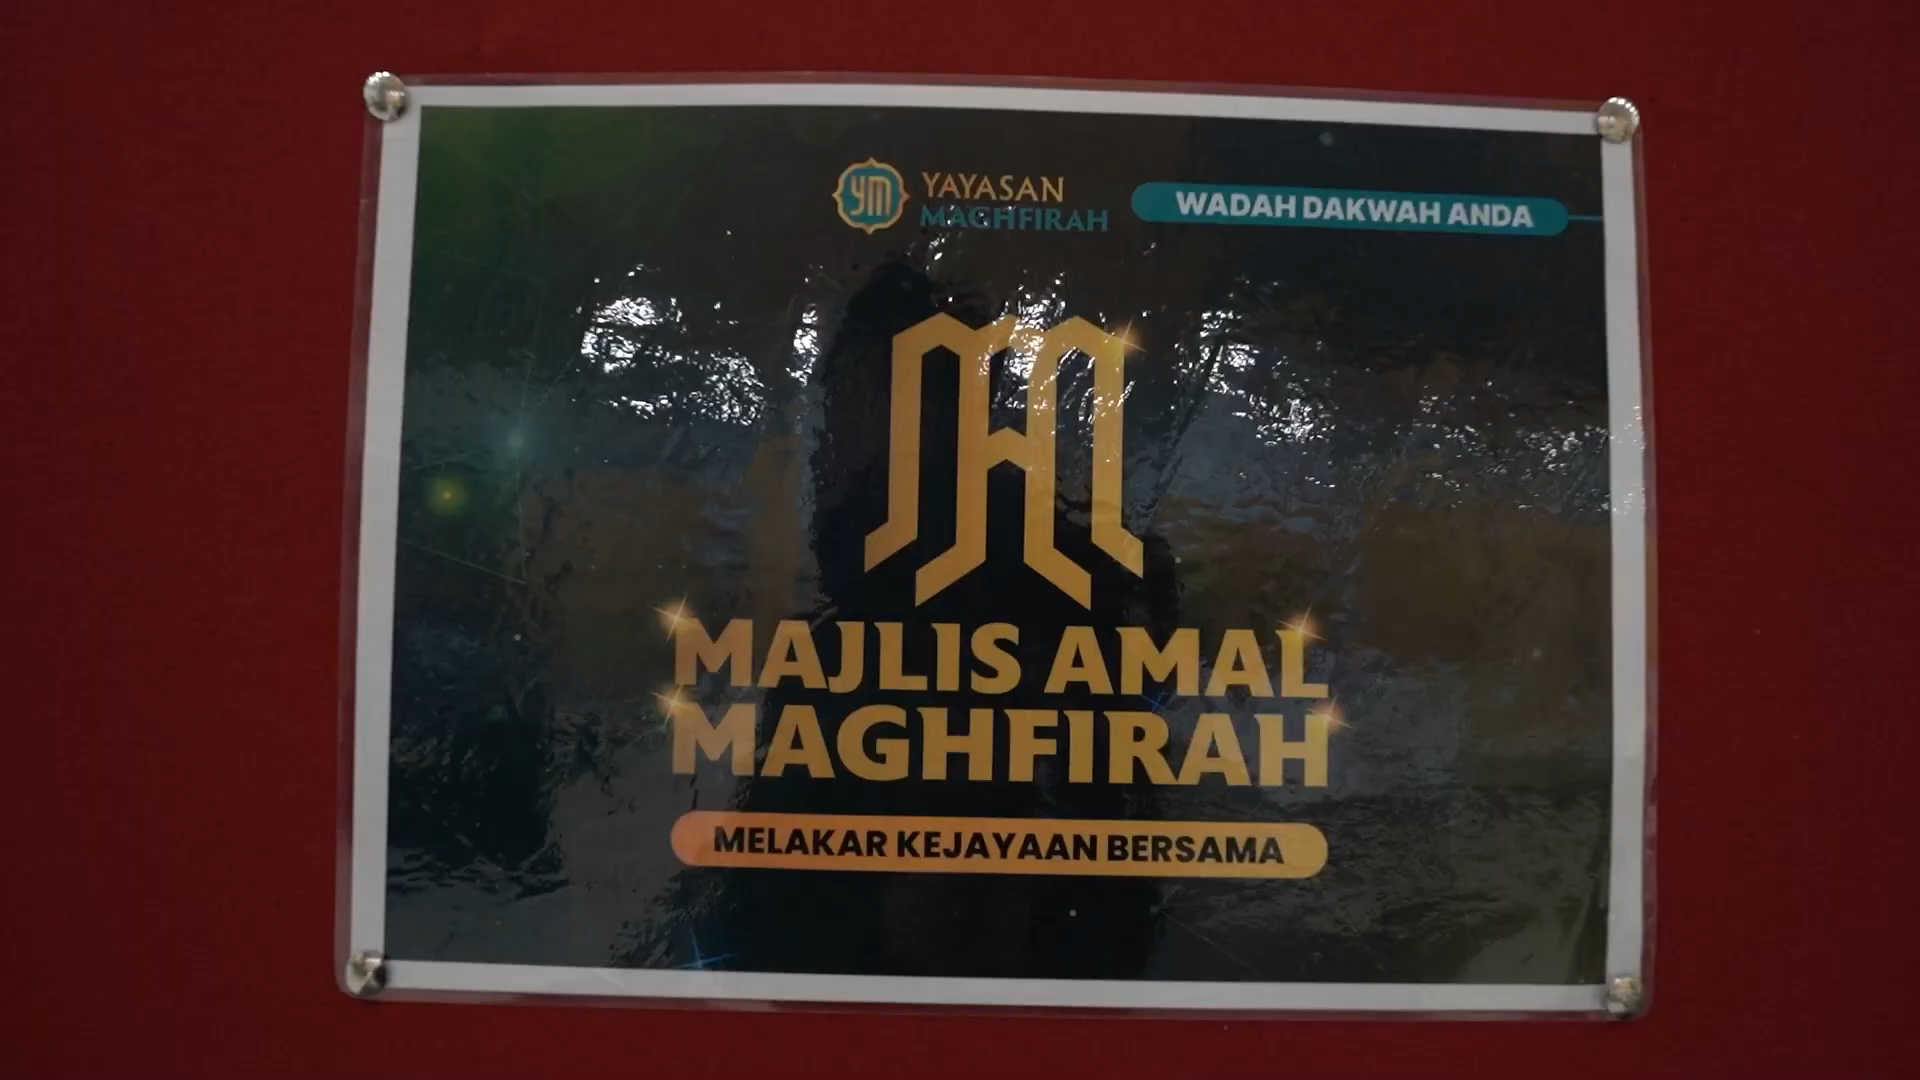 YM
YAYASAN
MAGHFIRAH
WADAH DAKWAH ANDA
MAJLIS AMAL
MAGHFIRAH
MELAKAR KEJAYAAN BERSAMA